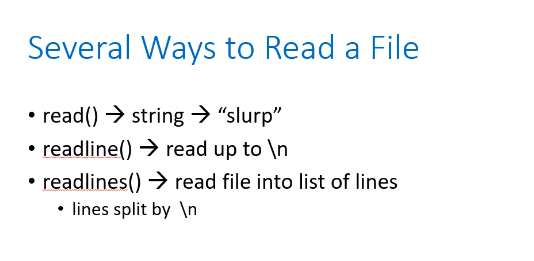 Several Ways to Read a File
• read() → string → “slurp”
• readline() → read up to \n
• readlines() → read file into list of lines
• lines split by \n